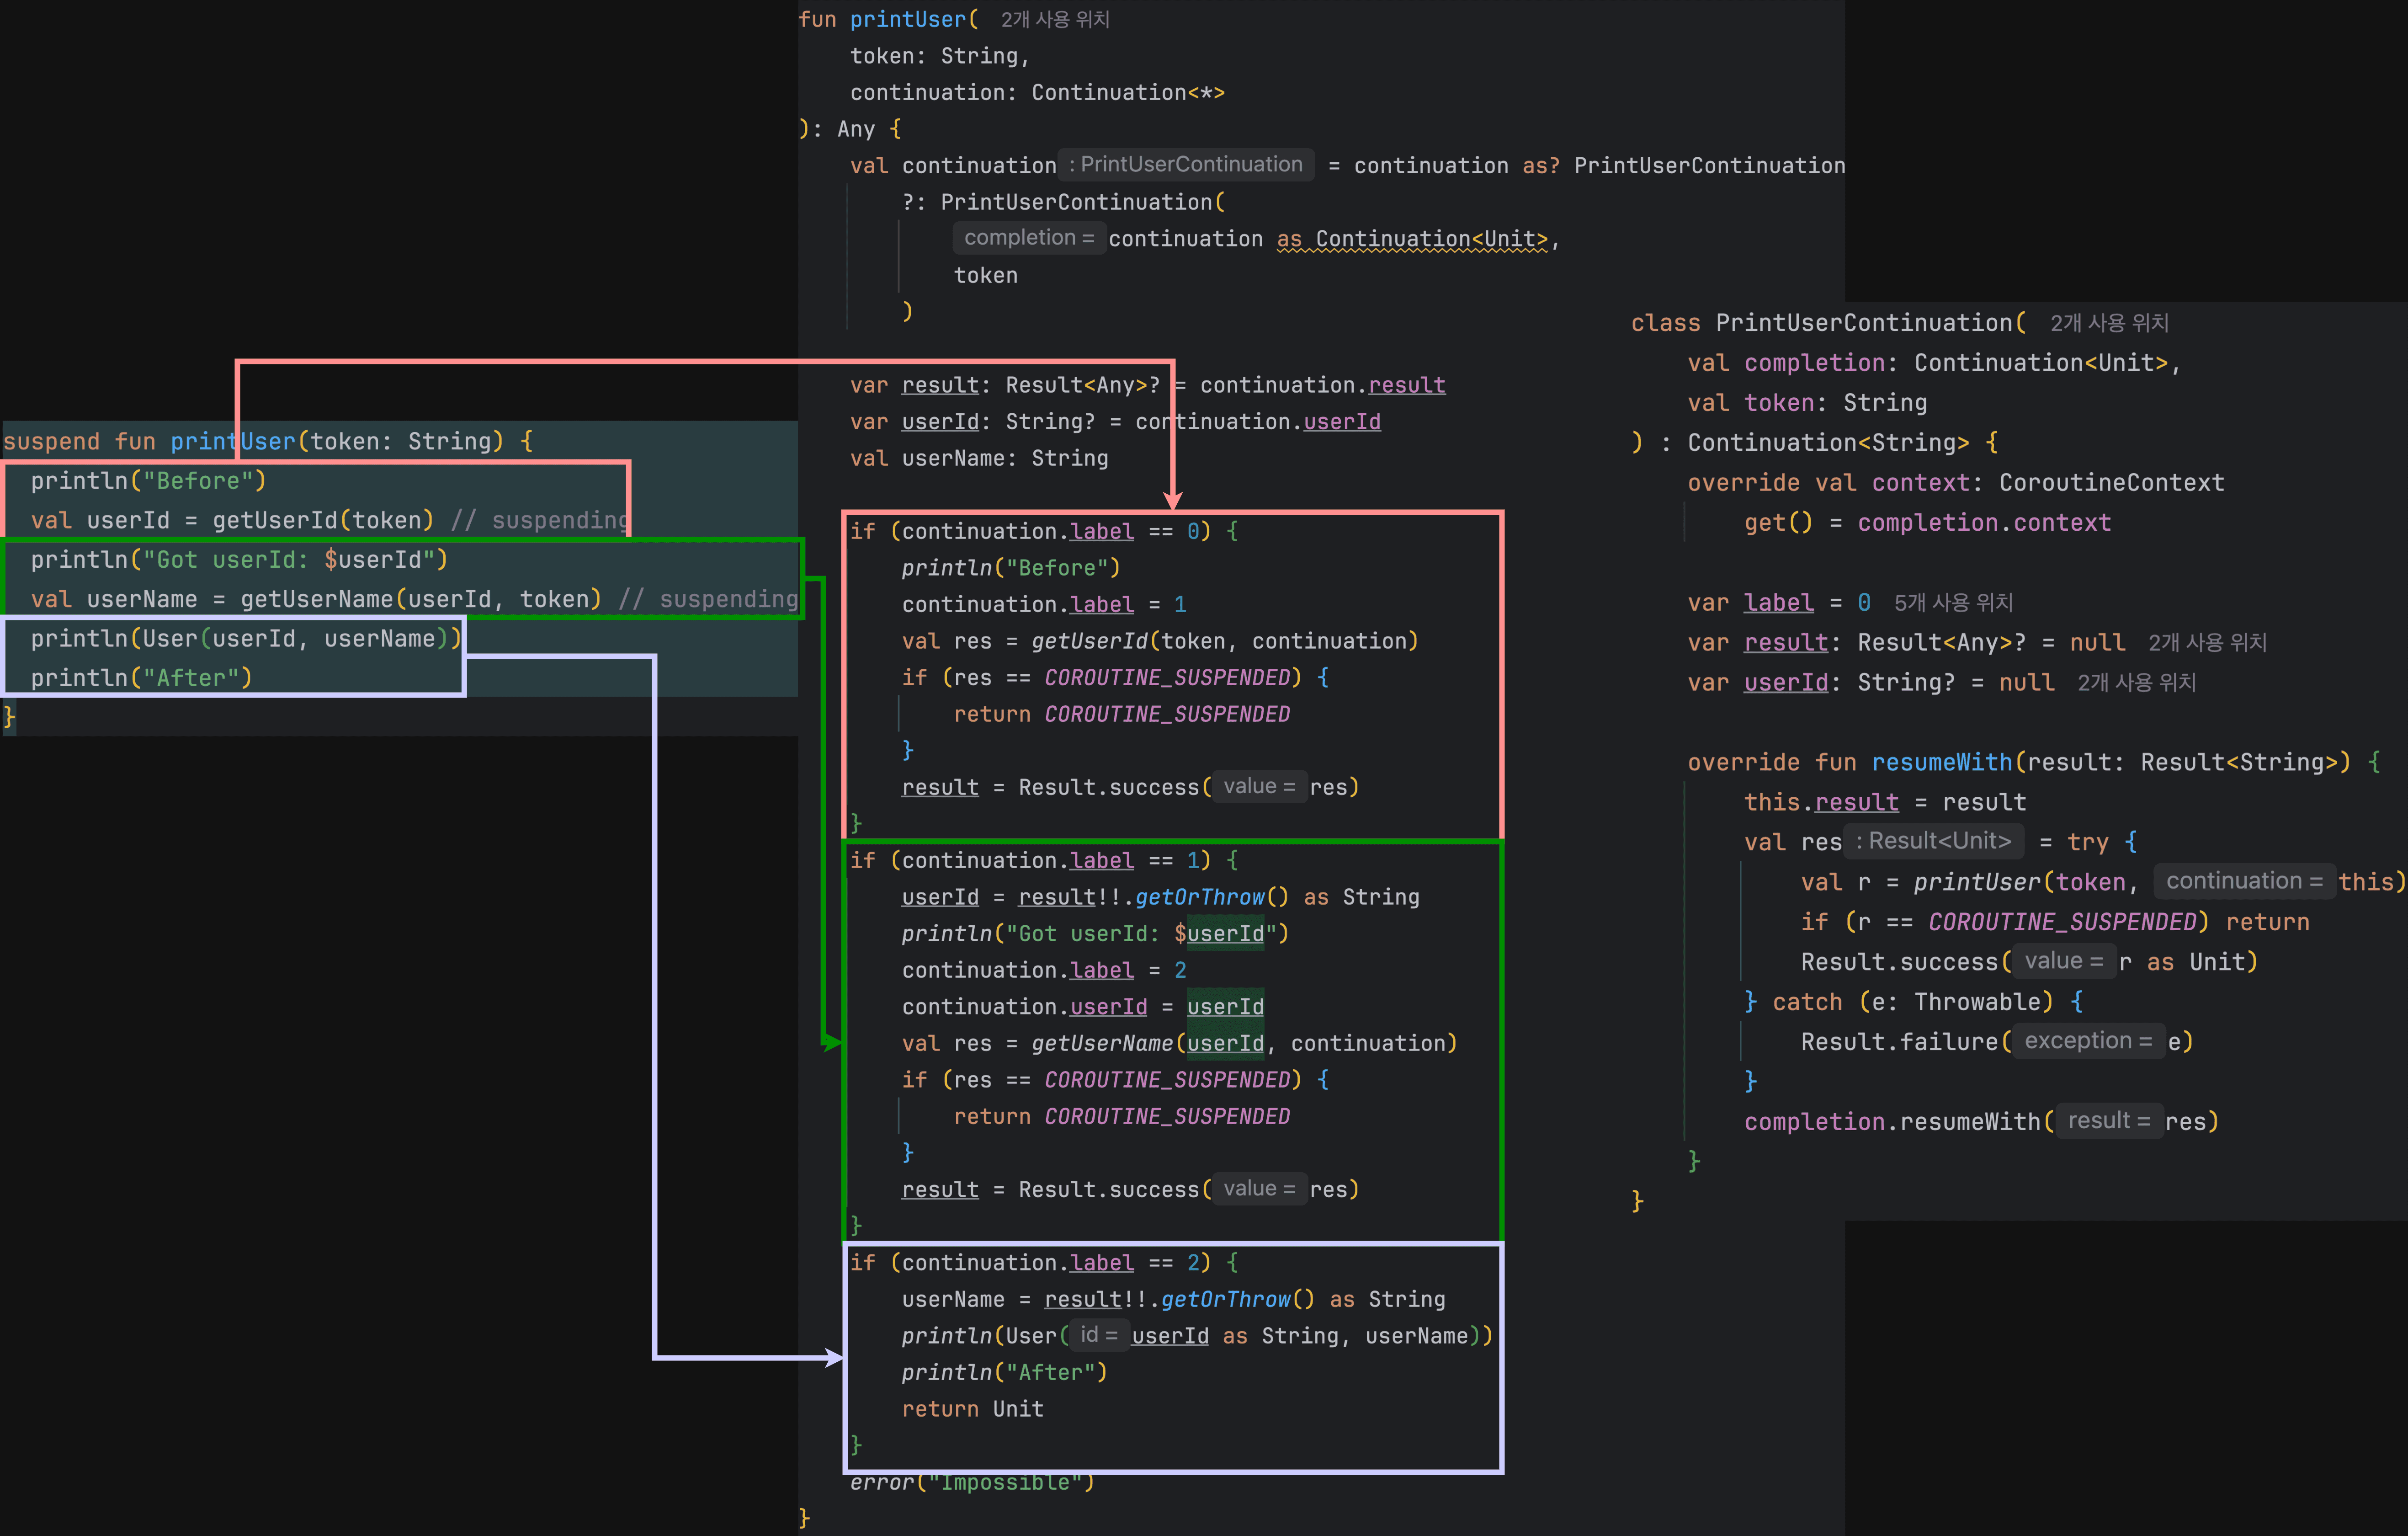 suspend fun printUser(token: String) {
println("Before")
val userId = getUserId(token) // suspending
println("Got userId: $userId")
val userName = getUserName(userId, token) // suspending
println(User(userId, userName))
println("After")
}
fun printUser( 2개 사용 위치
token: String,
continuation: Continuation<*>
): Any {
val continuation : PrintUserContinuation = continuation as? PrintUserContinuation
?: PrintUserContinuation(
completion = continuation as Continuation<Unit>,
token
)
var result: Result<Any>? = continuation.result
var userId: String? = continuation.userId
val userName: String
if (continuation.label == 0) {
println("Before")
continuation.label = 1
val res = getUserId(token, continuation)
if (res == COROUTINE_SUSPENDED) {
return COROUTINE_SUSPENDED
}
result = Result.success( value = res)
}
if (continuation.label == 1) {
userId = result!!.getOrThrow() as String
println("Got userId: $userId")
continuation.label = 2
continuation.userId = userId
val res = getUserName(userId, continuation)
if (res == COROUTINE_SUSPENDED) {
return COROUTINE_SUSPENDED
}
result = Result.success( value = res)
}
if (continuation.label == 2) {
userName = result!!.getOrThrow() as String
println(User( id = userId as String, userName))
println("After")
return Unit
}
error("Impossible")
}
class PrintUserContinuation( 2개 사용 위치
val completion: Continuation<Unit>,
val token: String
) : Continuation<String> {
override val context: CoroutineContext
get() = completion.context
var label = 0 5개 사용 위치
var result: Result<Any>? = null 2개 사용 위치
var userId: String? = null 2개 사용 위치
override fun resumeWith(result: Result<String>) {
this.result = result
val res : Result<Unit> = try {
val r = printUser(token, continuation = this)
if (r == COROUTINE_SUSPENDED) return
Result.success( value = r as Unit)
} catch (e: Throwable) {
Result.failure( exception = e)
}
completion.resumeWith( result = res)
}
}